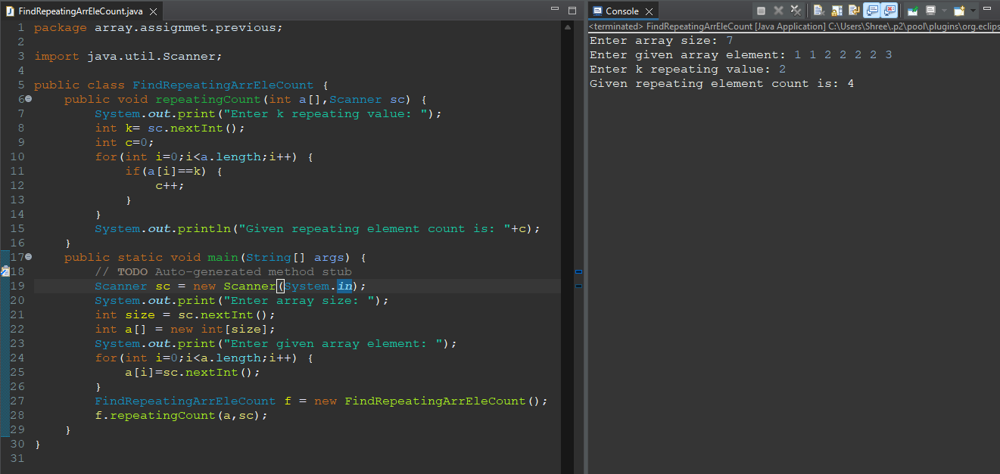 FindRepeatingArrEleCount.java
1 package array.assignmet.previous;
2
3 import java.util.Scanner;
4
5 public class FindRepeatingArrEleCount {
6     public void repeatingCount(int a[],Scanner sc) {
7         System.out.print("Enter k repeating value: ");
8         int k= sc.nextInt();
9         int c=0;
10         for(int i=0;i<a.length;i++) {
11             if(a[i]==k) {
12                 c++;
13             }
14         }
15         System.out.println("Given repeating element count is: "+c);
16     }
17     public static void main(String[] args) {
18         // TODO Auto-generated method stub
19         Scanner sc = new Scanner(System.in);
20         System.out.print("Enter array size: ");
21         int size = sc.nextInt();
22         int a[] = new int[size];
23         System.out.print("Enter given array element: ");
24         for(int i=0;i<a.length;i++) {
25             a[i]=sc.nextInt();
26         }
27         FindRepeatingArrEleCount f = new FindRepeatingArrEleCount();
28         f.repeatingCount(a,sc);
29     }
30 }
31
Console
<terminated> FindRepeatingArrEleCount [Java Application] C:\Users\Shree\.p2\pool\plugins\org.eclips
Enter array size: 7
Enter given array element: 1 1 2 2 2 2 3
Enter k repeating value: 2
Given repeating element count is: 4